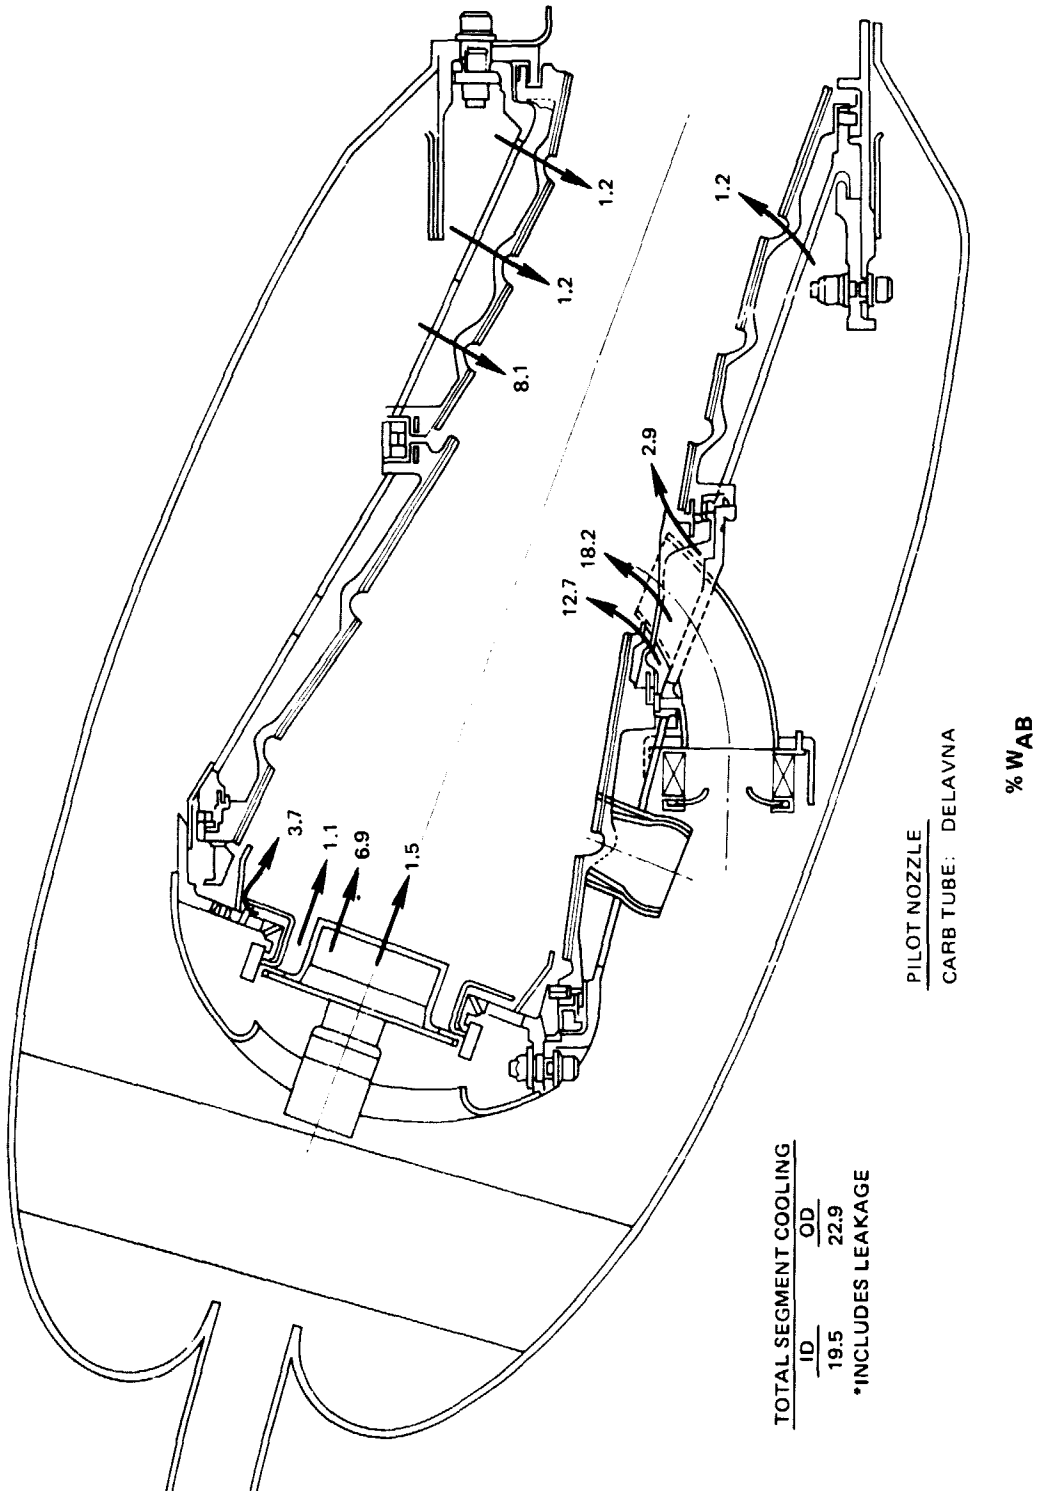 3.7
1.1
6.9
1.5
8.1
1.2
1.2
12.7
18.2
2.9
1.2
TOTAL SEGMENT COOLING
ID OD
19.5 22.9
*INCLUDES LEAKAGE
PILOT NOZZLE
CARB TUBE: DELAVNA
% WAB